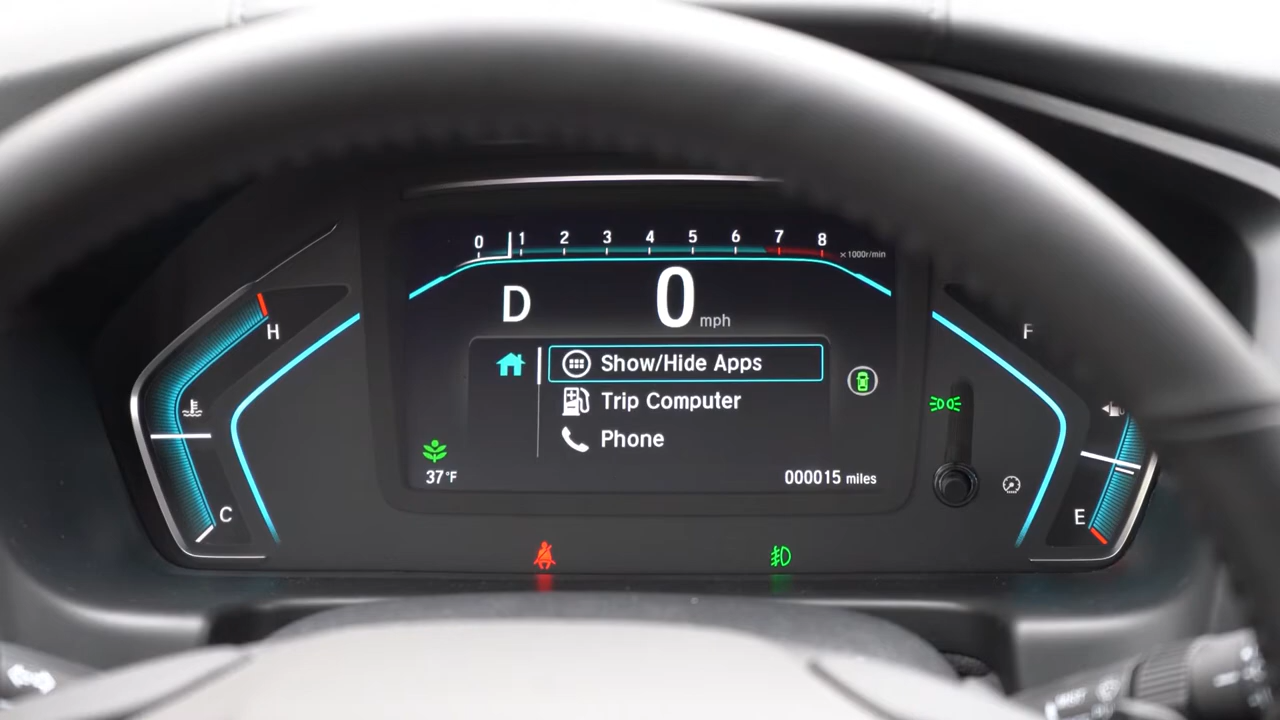 0 1 2 3 4 5 6 7 8
×1000r/min
D
0 mph
H
F
Show/Hide Apps
Trip Computer
Phone
37°F
000015 miles
C
E